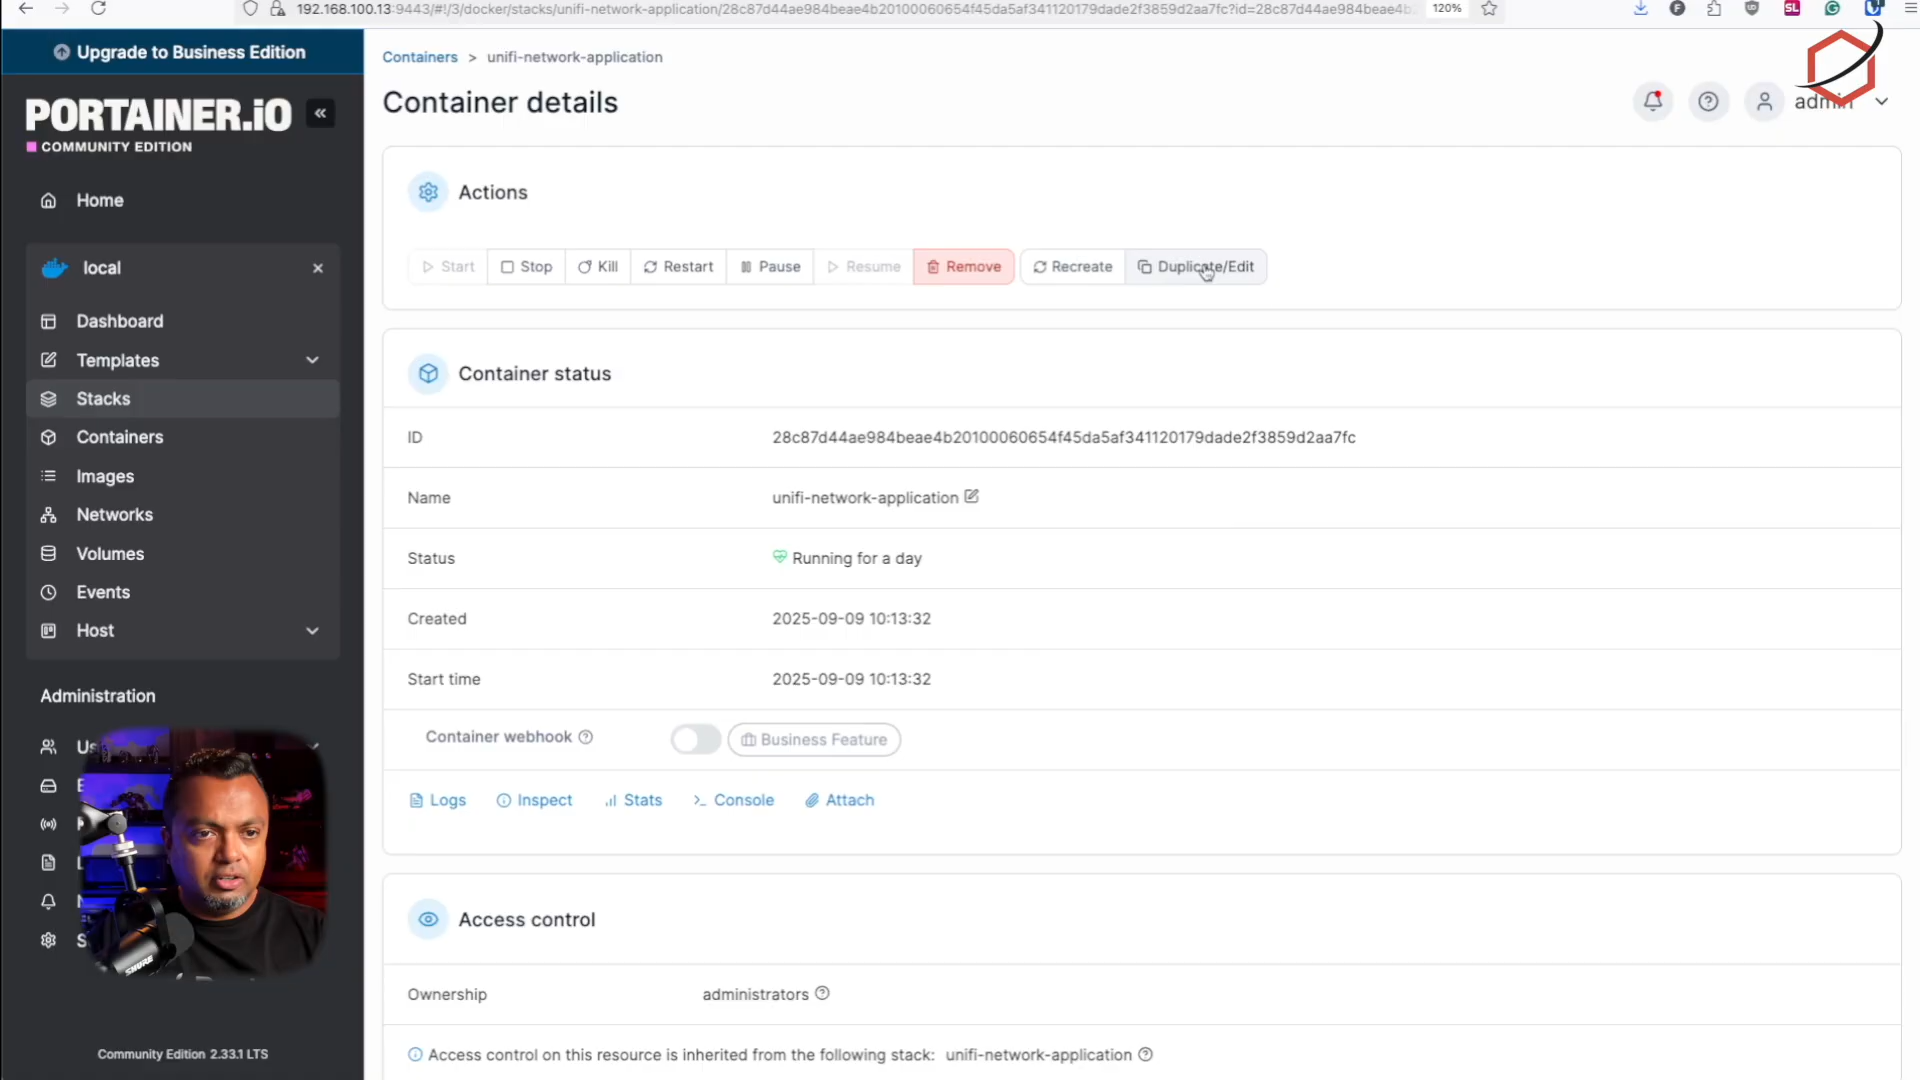 192.168.100.13:9443/#!/3/docker/stacks/unifi-network-application/28c87d44ae984beae4b20100060654f45da5af341120179dade2f3859d2aa7fc?id=28c87d44ae984beae4b
120%
Upgrade to Business Edition
PORTAINER.iO
COMMUNITY EDITION
Home
local
Dashboard
Templates
Stacks
Containers
Images
Networks
Volumes
Events
Host
Administration
Community Edition 2.33.1 LTS
Containers > unifi-network-application
Container details
admin
Actions
Start Stop Kill Restart Pause Resume Remove Recreate Duplicate/Edit
Container status
ID 28c87d44ae984beae4b20100060654f45da5af341120179dade2f3859d2aa7fc
Name unifi-network-application
Status Running for a day
Created 2025-09-09 10:13:32
Start time 2025-09-09 10:13:32
Container webhook Business Feature
Logs Inspect Stats Console Attach
Access control
Ownership administrators
Access control on this resource is inherited from the following stack: unifi-network-application
SHURE